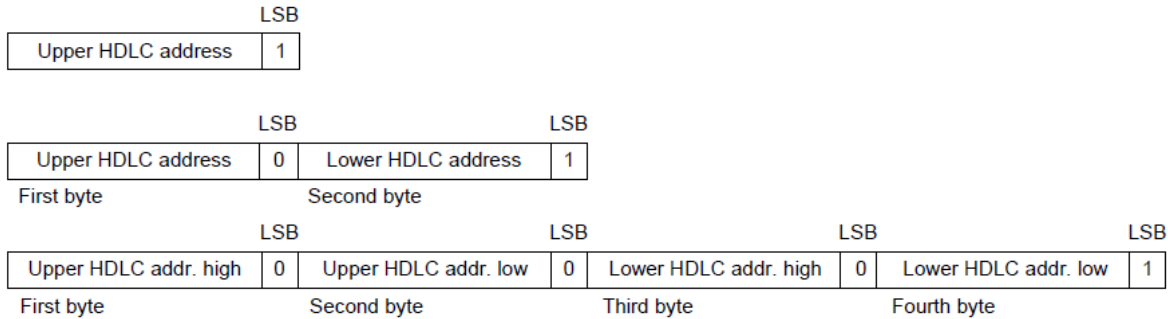 LSB
Upper HDLC address 1
LSB LSB
Upper HDLC address 0 Lower HDLC address 1
First byte Second byte
LSB LSB LSB LSB
Upper HDLC addr. high 0 Upper HDLC addr. low 0 Lower HDLC addr. high 0 Lower HDLC addr. low 1
First byte Second byte Third byte Fourth byte